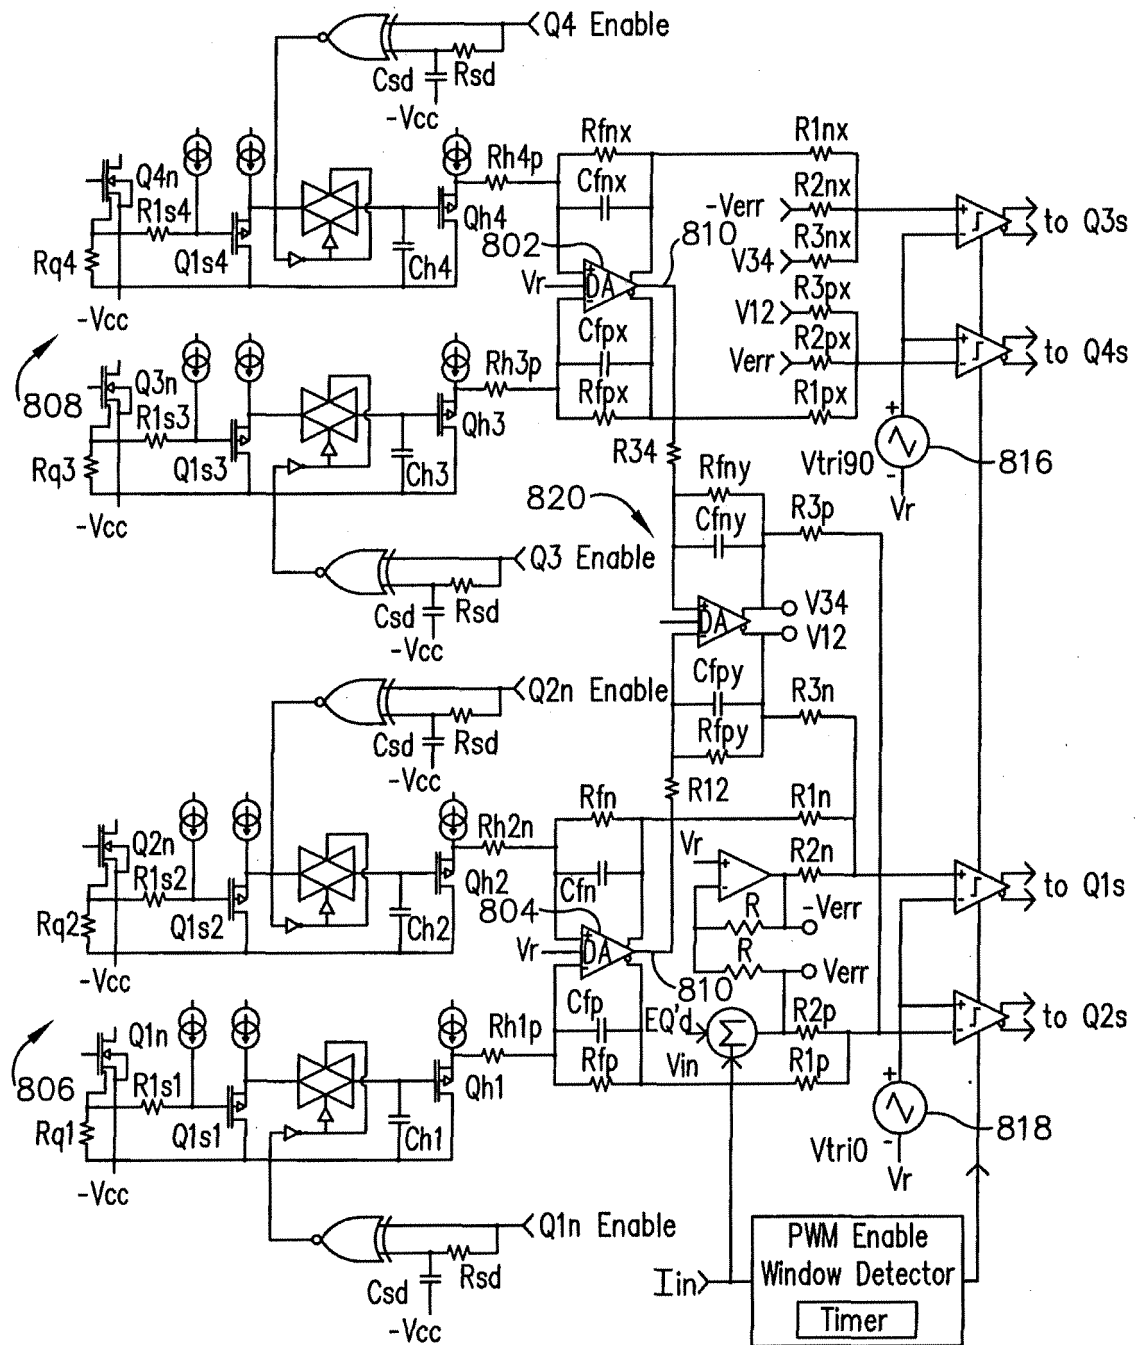 Q4 Enable
Csd
Rsd
-Vcc
Rfnx
R1nx
Q4n
Rh4p
Cfnx
R2nx
R1s4
-Verr
Qh4
802
810
to Q3s
Rq4
Q1s4
Ch4
V34
R3nx
Vr
DA
R3px
-Vcc
V12
Cfpx
R2px
808
Q3n
Rh3p
Verr
to Q4s
Rfpx
R1px
R1s3
Qh3
R34
Rq3
Q1s3
Ch3
Vtri90
816
Rfny
-Vcc
820
Cfny
R3p
Vr
Q3 Enable
Csd
Rsd
V34
DA
V12
-Vcc
Cfpy
Q2n Enable
R3n
Csd
Rsd
Rfpy
-Vcc
R12
Rfn
R1n
Q2n
Rh2n
Vr
R2n
R1s2
Qh2
Cfn
to Q1s
Rq2
Q1s2
Ch2
804
R
-Verr
Vr
DA
R
-Vcc
810
Verr
Cfp
EQ'd
R2p
to Q2s
806
Q1n
Rh1p
Σ
Rfp
Vin
R1p
R1s1
Qh1
Rq1
Q1s1
Ch1
818
Vtri0
-Vcc
Vr
Q1n Enable
PWM Enable
Csd
Rsd
Window Detector
Iin
-Vcc
Timer